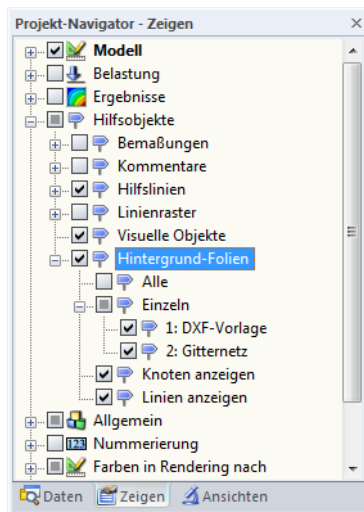 Projekt-Navigator - Zeigen
Modell
Belastung
Ergebnisse
Hilfsobjekte
Bemaßungen
Kommentare
Hilfslinien
Linienraster
Visuelle Objekte
Hintergrund-Folien
Alle
Einzeln
1: DXF-Vorlage
2: Gitternetz
Knoten anzeigen
Linien anzeigen
Allgemein
123 Nummerierung
Farben in Rendering nach
Daten Zeigen Ansichten